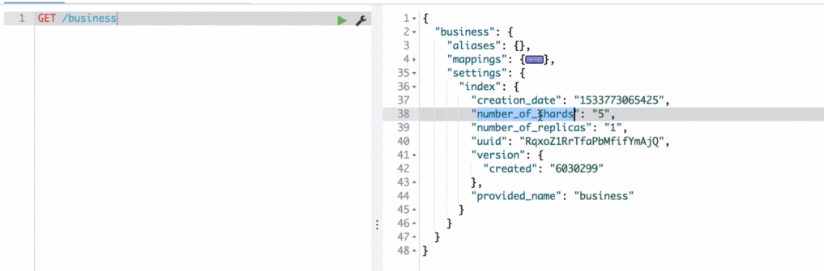 1 GET /business
1 {
2 "business": {
3 "aliases": {},
4 "mappings": {
35 "settings": {
36 "index": {
37 "creation_date": "1533773065425",
38 "number_of_shards": "5",
39 "number_of_replicas": "1",
40 "uuid": "RqxoZ1RrTfaPbMfifYmAjQ",
41 "version": {
42 "created": "6030299"
43 },
44 "provided_name": "business"
45 }
46 }
47 }
48 }